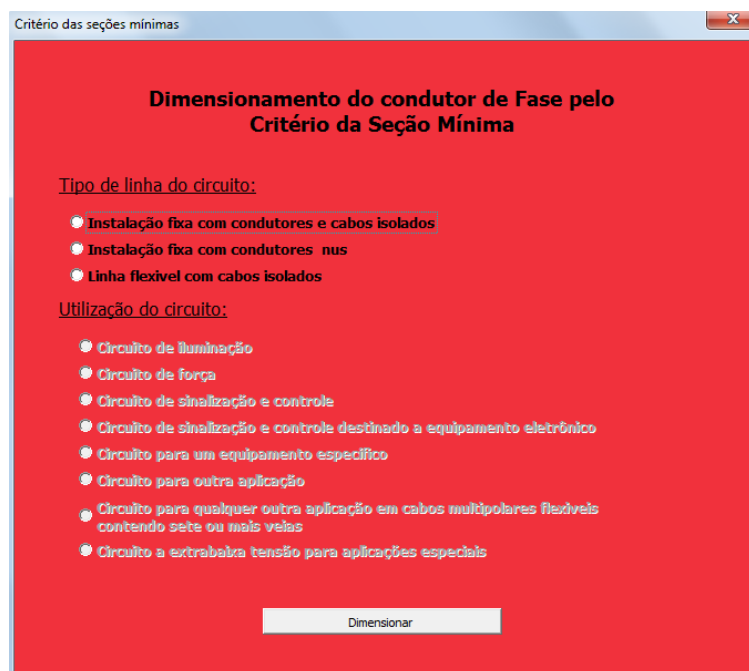 Critério das seções mínimas
X
Dimensionamento do condutor de Fase pelo
Critério da Seção Mínima
Tipo de linha do circuito:
Instalação fixa com condutores e cabos isolados
Instalação fixa com condutores nus
Linha flexivel com cabos isolados
Utilização do circuito:
Circuito de iluminação
Circuito de força
Circuito de sinalização e controle
Circuito de sinalização e controle destinado a equipamento eletrônico
Circuito para um equipamento especifico
Circuito para outra aplicação
Circuito para qualquer outra aplicação em cabos multipolares flexiveis
contendo sete ou mais veias
Circuito a extrabaixa tensão para aplicações especiais
Dimensionar